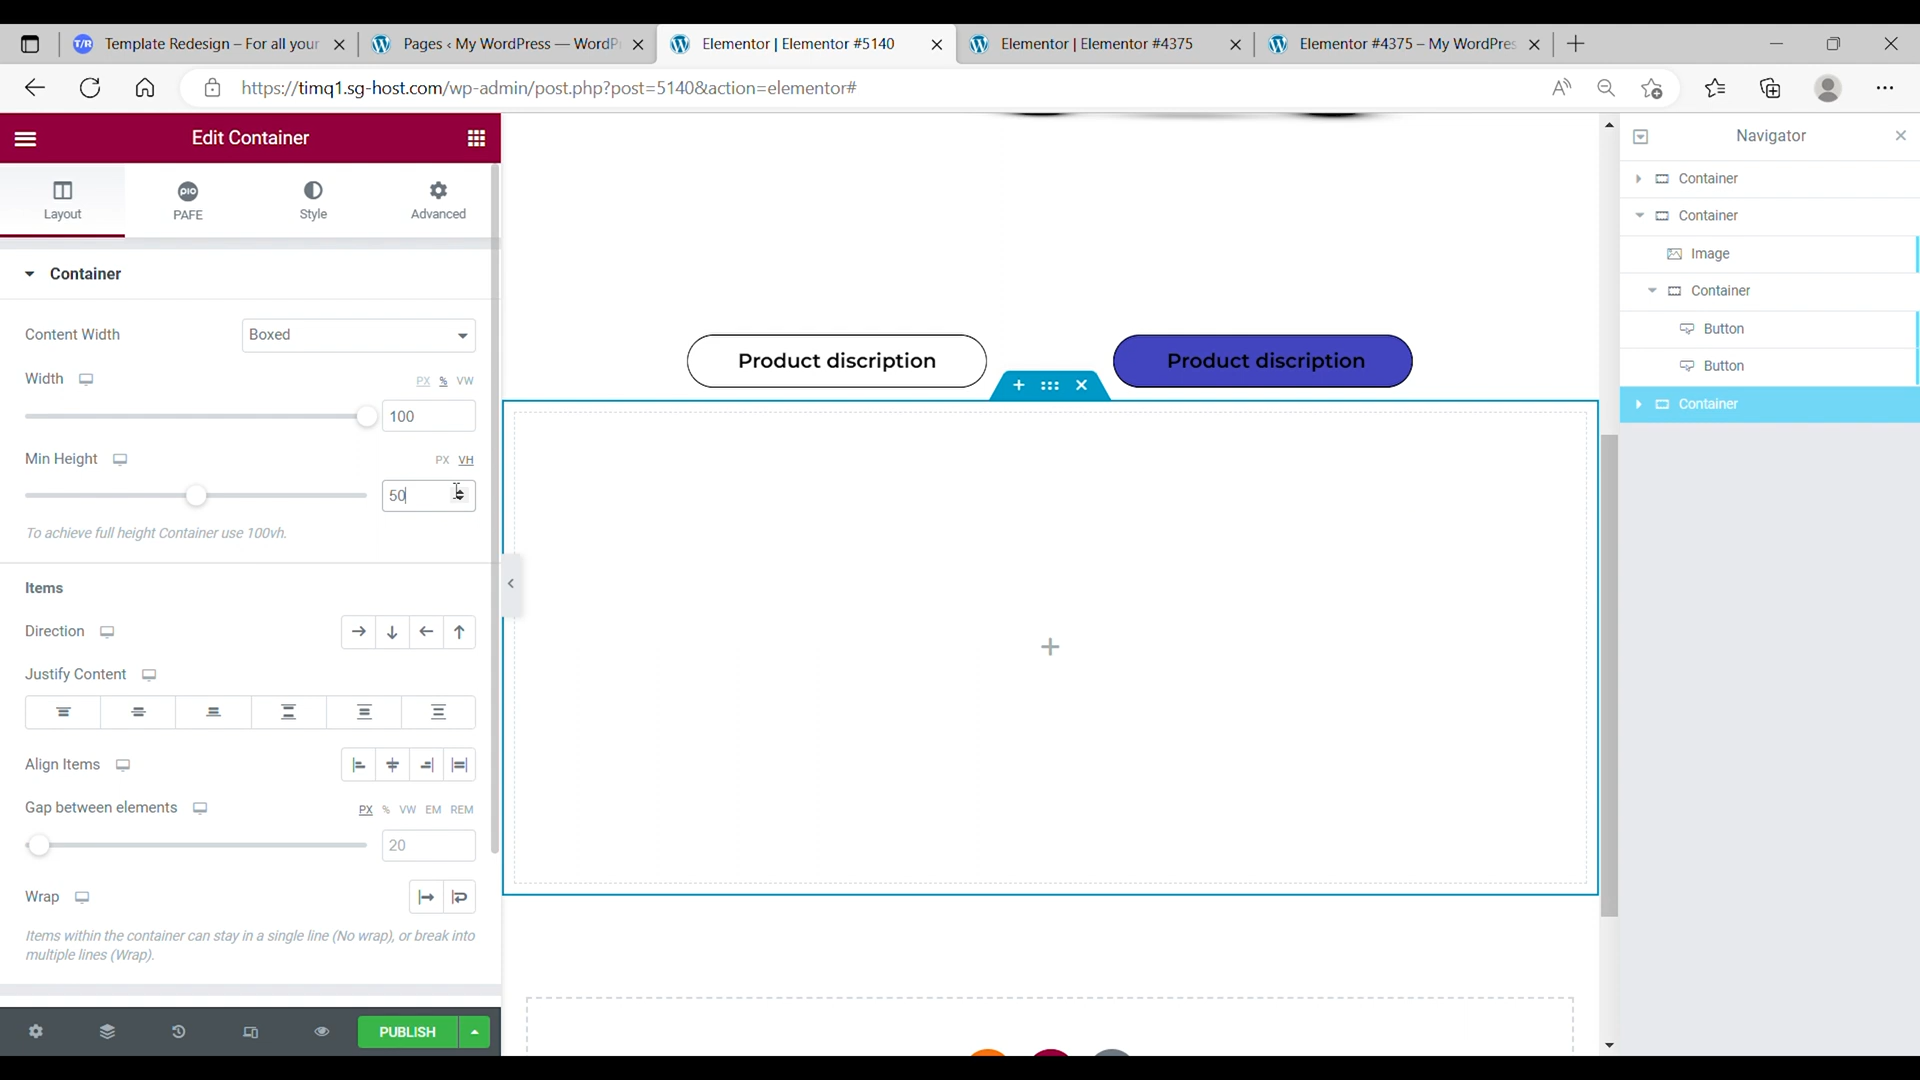 Template Redesign – For all your
Pages ‹ My WordPress — WordP
Elementor | Elementor #5140
Elementor | Elementor #4375
Elementor #4375 – My WordPres
https://timq1.sg-host.com/wp-admin/post.php?post=5140&action=elementor#
Edit Container
Navigator
Layout
PAFE
Style
Advanced
Container
Content Width
Boxed
Width
PX % VW
100
Min Height
PX VH
50
To achieve full height Container use 100vh.
Items
Direction
Justify Content
Align Items
Gap between elements
PX % VW EM REM
20
Wrap
Items within the container can stay in a single line (No wrap), or break into
multiple lines (Wrap).
PUBLISH
Product discription
Product discription
Container
Container
Image
Container
Button
Button
Container